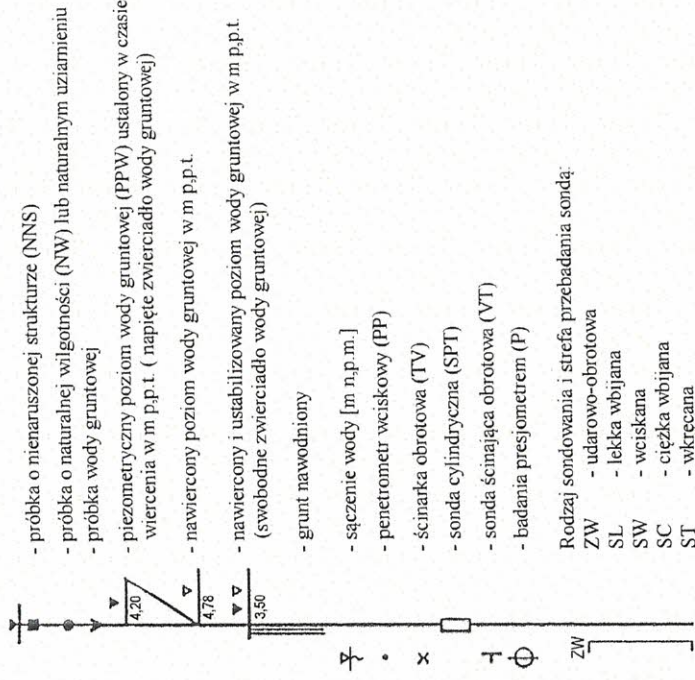 - próbka o nienaruszonej strukturze (NNS)
- próbka o naturalnej wilgotności (NW) lub naturalnym uziarnieniu
- próbka wody gruntowej
4,20 - piezometryczny poziom wody gruntowej (PPW) ustalony w czasie
wiercenia w m p,p.t. ( napięte zwierciadło wody gruntowej)
4,78 - nawiercony poziom wody gruntowej w m p,p.t.
3,50 - nawiercony i ustabilizowany poziom wody gruntowej w m p,p.t.
(swobodne zwierciadło wody gruntowej)
- grunt nawodniony
- sączenie wody [m n,p.m.]
- penetrometr wciskowy (PP)
x - ścinarka obrotowa (TV)
- sonda cylindryczna (SPT)
- sonda ścinająca obrotowa (VT)
- badania presjometrem (P)
Rodzaj sondowania i strefa przebadania sondą:
ZW ZW - udarowo-obrotowa
SL - lekka wbijana
SW - wciskana
SC - ciężka wbijana
ST - wkręcana